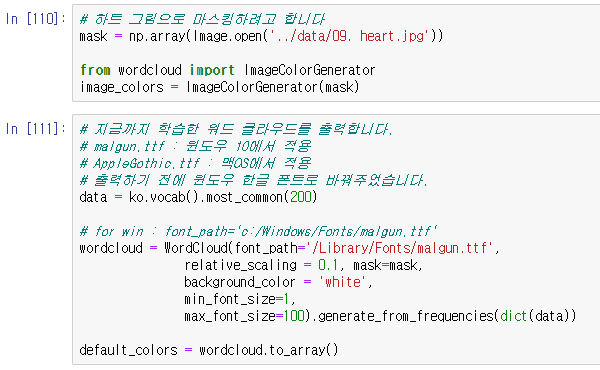 In [110]: # 하트 그림으로 마스킹하려고 합니다
mask = np.array(Image.open('../data/09. heart.jpg'))
from wordcloud import ImageColorGenerator
image_colors = ImageColorGenerator(mask)
In [111]: # 지금까지 학습한 워드 클라우드를 출력합니다.
# malgun.ttf : 윈도우 10에서 적용
# AppleGothic.ttf : 맥OS에서 적용
# 출력하기 전에 윈도우 한글 폰트로 바꿔주었습니다.
data = ko.vocab().most_common(200)
# for win : font_path='c:/Windows/Fonts/malgun.ttf'
wordcloud = WordCloud(font_path='/Library/Fonts/malgun.ttf',
relative_scaling = 0.1, mask=mask,
background_color = 'white',
min_font_size=1,
max_font_size=100).generate_from_frequencies(dict(data))
default_colors = wordcloud.to_array()